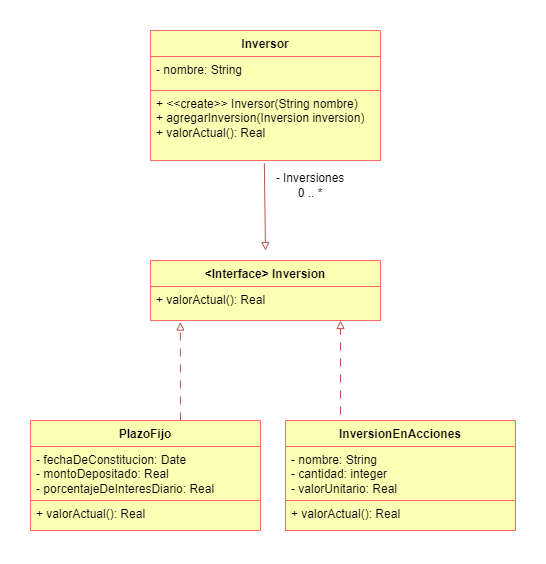 Inversor
- nombre: String
+ <<create>> Inversor(String nombre)
+ agregarInversion(Inversion inversion)
+ valorActual(): Real
- Inversiones
0 .. *
<Interface> Inversion
+ valorActual(): Real
PlazoFijo
- fechaDeConstitucion: Date
- montoDepositado: Real
- porcentajeDeInteresDiario: Real
+ valorActual(): Real
InversionEnAcciones
- nombre: String
- cantidad: integer
- valorUnitario: Real
+ valorActual(): Real